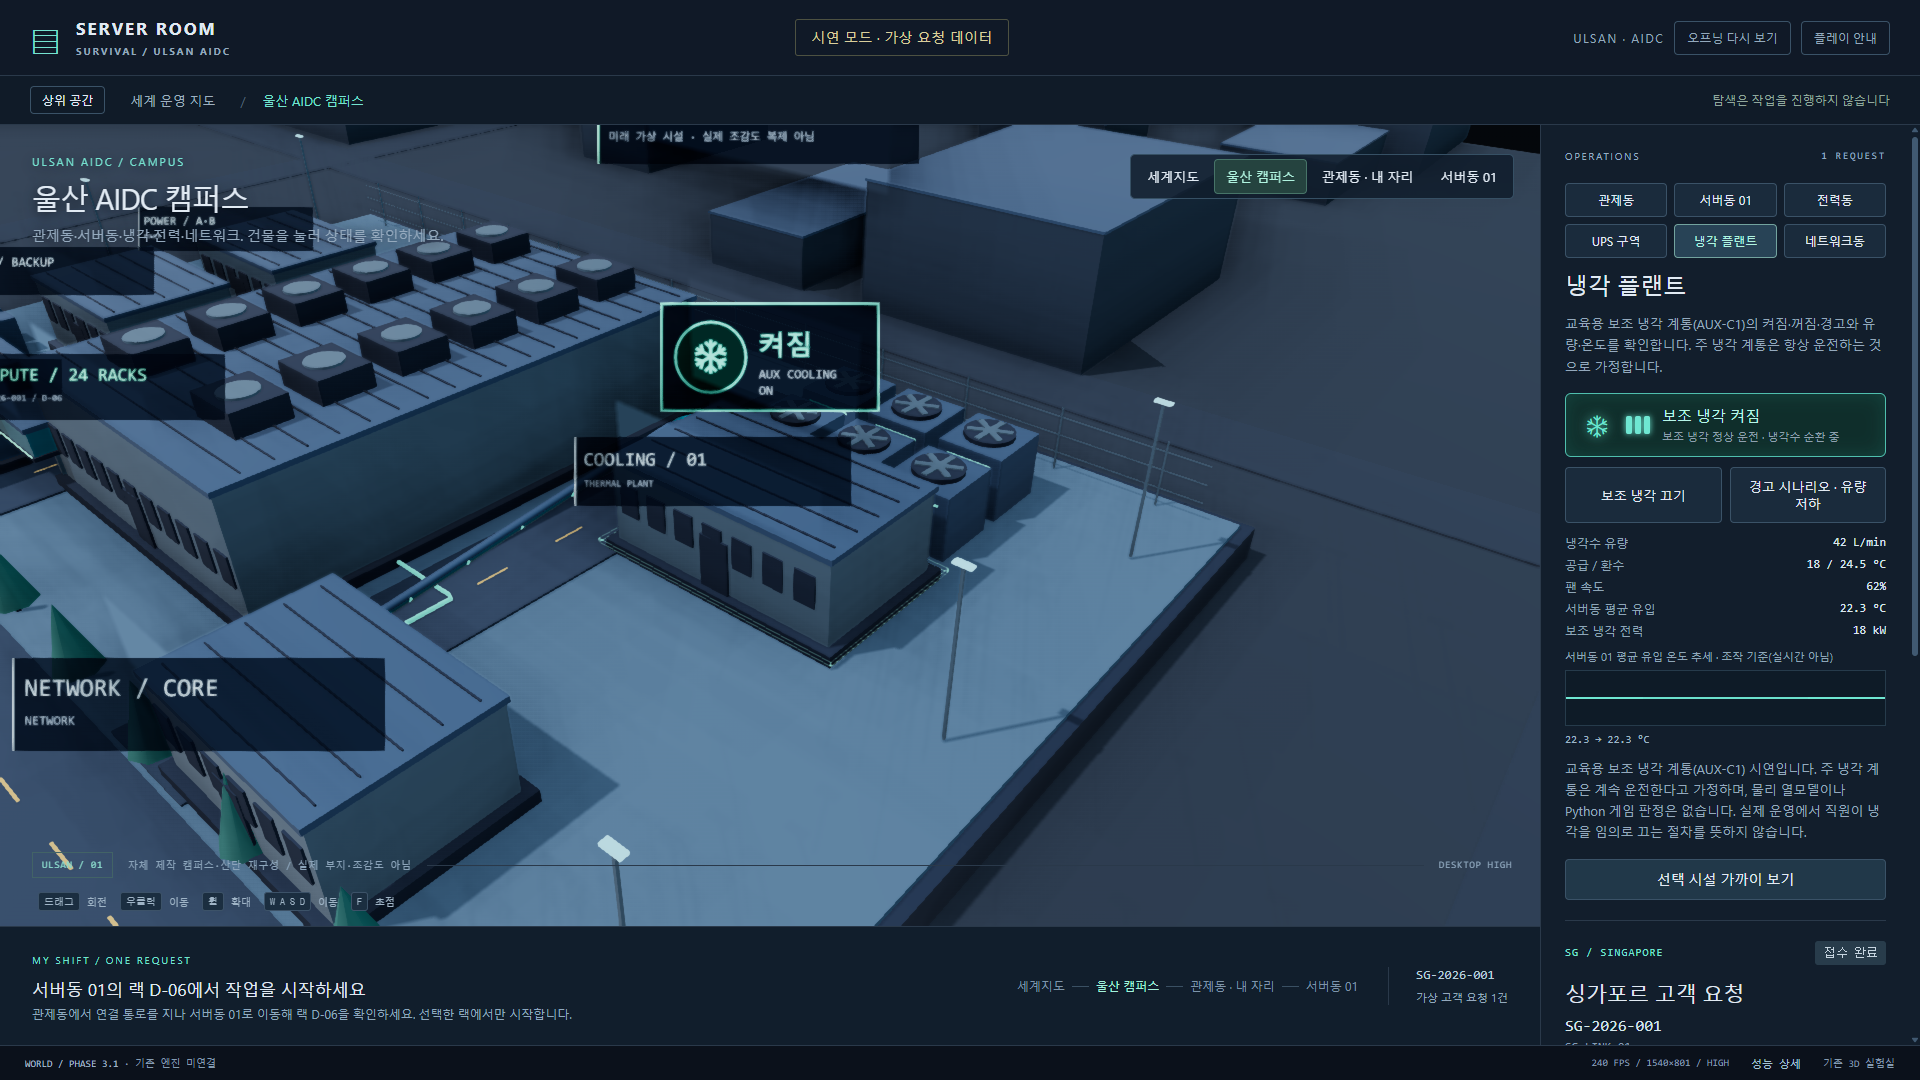 SERVER ROOM
SURVIVAL / ULSAN AIDC
시연 모드 · 가상 요청 데이터
ULSAN · AIDC
오프닝 다시 보기
플레이 안내
상위 공간
세계 운영 지도
/
울산 AIDC 캠퍼스
탐색은 작업을 진행하지 않습니다
미래 가상 시설 · 실제 조감도 복제 아님
ULSAN AIDC / CAMPUS
울산 AIDC 캠퍼스
POWER / A·B
관제동·서버동·냉각·전력·네트워크. 건물을 눌러 상태를 확인하세요.
/ BACKUP
세계지도
울산 캠퍼스
관제동 · 내 자리
서버동 01
켜짐
AUX COOLING
ON
PUTE / 24 RACKS
-001 / D-06
COOLING / 01
THERMAL PLANT
NETWORK / CORE
NETWORK
ULSAN / 01
자체 제작 캠퍼스·산단 재구성 / 실제 부지·조감도 아님
DESKTOP HIGH
드래그 회전
우클릭 이동
휠 확대
W A S D 이동
F 초점
OPERATIONS
1 REQUEST
관제동
서버동 01
전력동
UPS 구역
냉각 플랜트
네트워크동
냉각 플랜트
교육용 보조 냉각 계통(AUX-C1)의 켜짐·꺼짐·경고와 유
량·온도를 확인합니다. 주 냉각 계통은 항상 운전하는 것
으로 가정합니다.
보조 냉각 켜짐
보조 냉각 정상 운전 · 냉각수 순환 중
보조 냉각 끄기
경고 시나리오 · 유량
저하
냉각수 유량 42 L/min
공급 / 환수 18 / 24.5 °C
팬 속도 62%
서버동 평균 유입 22.3 °C
보조 냉각 전력 18 kW
서버동 01 평균 유입 온도 추세 · 조작 기준(실시간 아님)
22.3 → 22.3 °C
교육용 보조 냉각 계통(AUX-C1) 시연입니다. 주 냉각 계
통은 계속 운전한다고 가정하며, 물리 열모델이나
Python 게임 판정은 없습니다. 실제 운영에서 직원이 냉
각을 임의로 끄는 절차를 뜻하지 않습니다.
선택 시설 가까이 보기
SG / SINGAPORE
접수 완료
싱가포르 고객 요청
SG-2026-001
MY SHIFT / ONE REQUEST
서버동 01의 랙 D-06에서 작업을 시작하세요
관제동에서 연결 통로를 지나 서버동 01로 이동해 랙 D-06을 확인하세요. 선택한 랙에서만 시작합니다.
세계지도 — 울산 캠퍼스 — 관제동 · 내 자리 — 서버동 01
SG-2026-001
가상 고객 요청 1건
WORLD / PHASE 3.1 · 기존 엔진 미연결
240 FPS / 1540×801 / HIGH
성능 상세
기존 3D 실험실